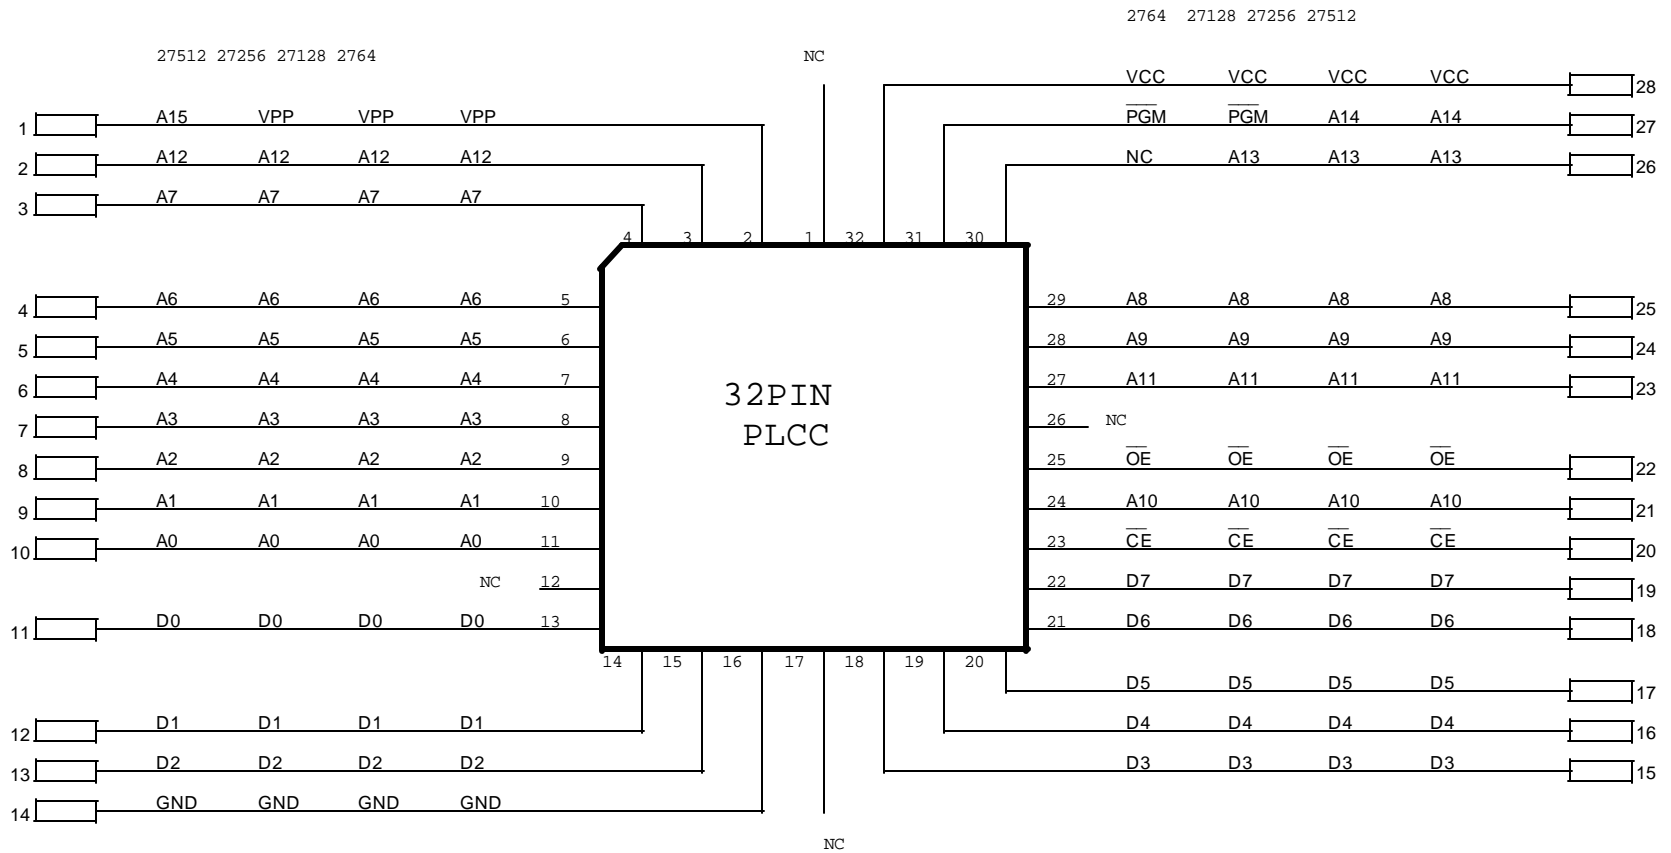 2764 27128 27256 27512
27512 27256 27128 2764
NC
VCC VCC VCC VCC 28
1 A15 VPP VPP VPP
PGM PGM A14 A14 27
2 A12 A12 A12 A12
NC A13 A13 A13 26
3 A7 A7 A7 A7
4 3 2 1 32 31 30
4 A6 A6 A6 A6 5
29 A8 A8 A8 A8 25
5 A5 A5 A5 A5 6
28 A9 A9 A9 A9 24
6 A4 A4 A4 A4 7
27 A11 A11 A11 A11 23
32PIN
PLCC
7 A3 A3 A3 A3 8
26 NC
8 A2 A2 A2 A2 9
25 OE OE OE OE 22
9 A1 A1 A1 A1 10
24 A10 A10 A10 A10 21
10 A0 A0 A0 A0 11
23 CE CE CE CE 20
NC 12
22 D7 D7 D7 D7 19
11 D0 D0 D0 D0 13
21 D6 D6 D6 D6 18
14 15 16 17 18 19 20
D5 D5 D5 D5 17
12 D1 D1 D1 D1
D4 D4 D4 D4 16
13 D2 D2 D2 D2
D3 D3 D3 D3 15
14 GND GND GND GND
NC